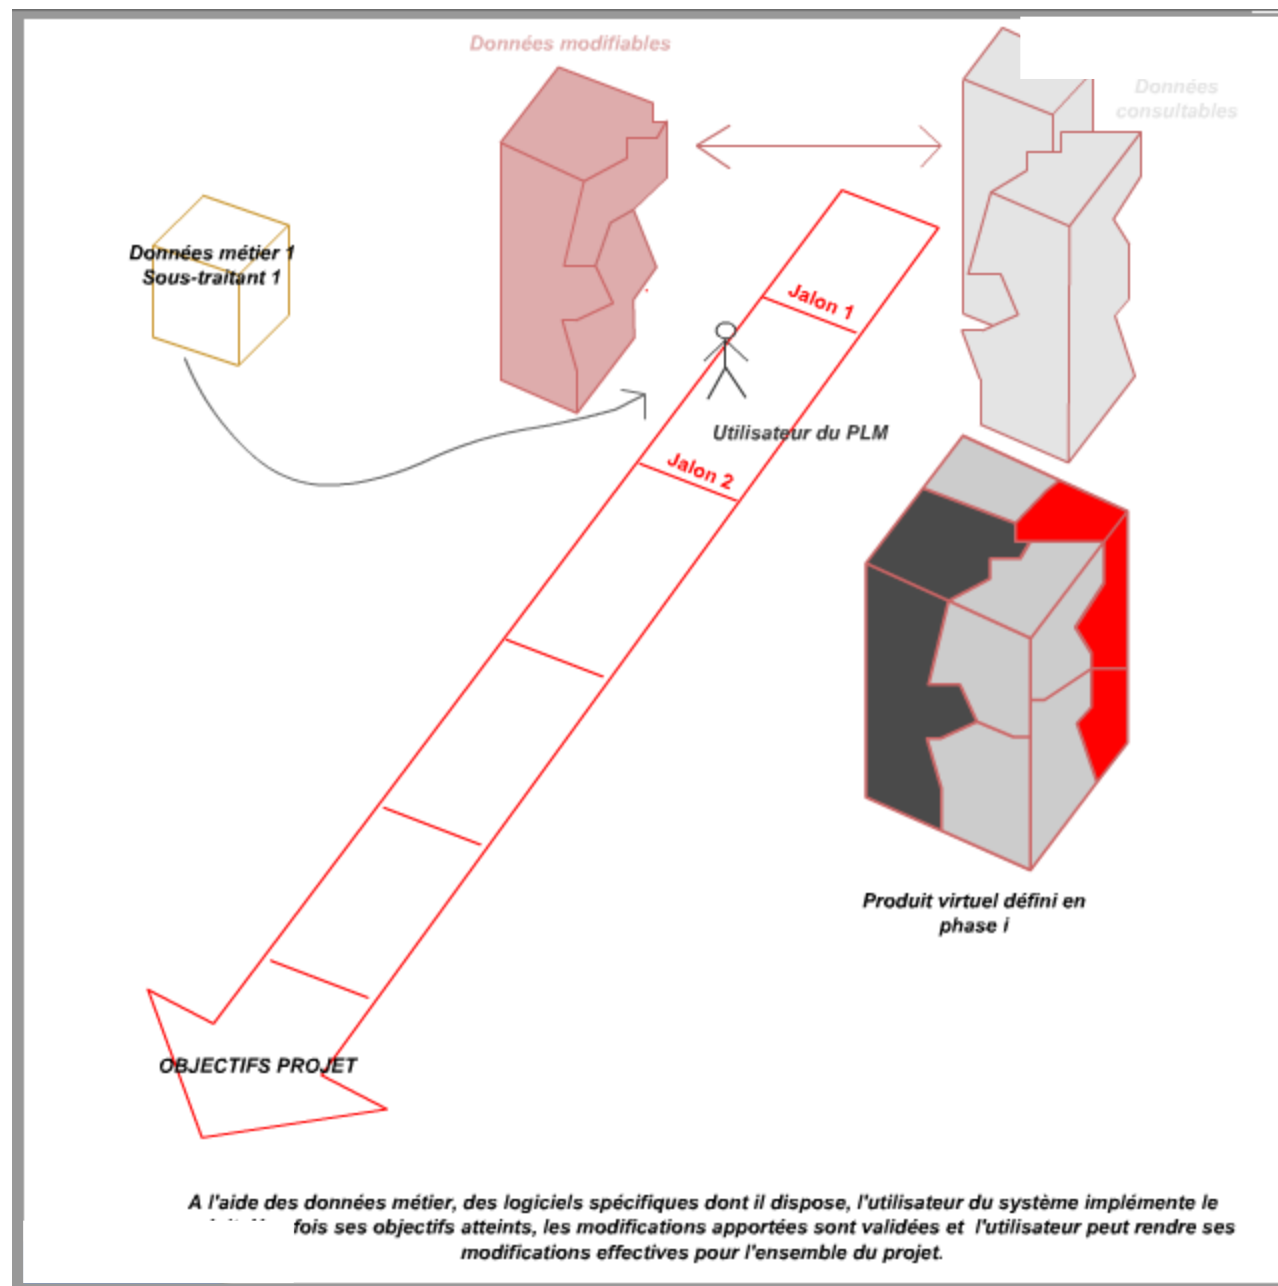 Données modifiables
Données
consultables
Données métier 1
Sous-traitant 1
Jalon 1
Utilisateur du PLM
Jalon 2
Produit virtuel défini en
phase i
OBJECTIFS PROJET
A l'aide des données métier, des logiciels spécifiques dont il dispose, l'utilisateur du système implémente le
fois ses objectifs atteints, les modifications apportées sont validées et l'utilisateur peut rendre ses
modifications effectives pour l'ensemble du projet.